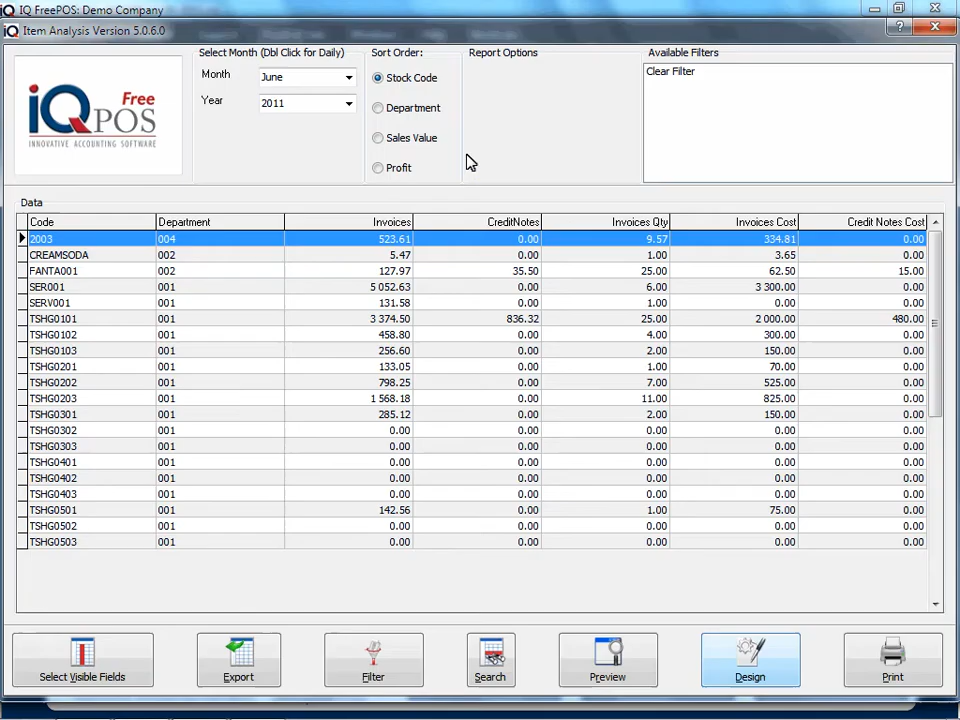 IQ FreePOS: Demo Company
Item Analysis Version 5.0.6.0
iQ Free
POS
INNOVATIVE ACCOUNTING SOFTWARE
Select Month (Dbl Click for Daily)
Month June
Year 2011
Sort Order:
Stock Code
Department
Sales Value
Profit
Report Options
Available Filters
Clear Filter
Data
Code Department Invoices CreditNotes Invoices Qty Invoices Cost Credit Notes Cost
2003 004 523.61 0.00 9.57 334.81 0.00
CREAMSODA 002 5.47 0.00 1.00 3.65 0.00
FANTA001 002 127.97 35.50 25.00 62.50 15.00
SER001 001 5 052.63 0.00 6.00 3 300.00 0.00
SERV001 001 131.58 0.00 1.00 0.00 0.00
TSHG0101 001 3 374.50 836.32 25.00 2 000.00 480.00
TSHG0102 001 458.80 0.00 4.00 300.00 0.00
TSHG0103 001 256.60 0.00 2.00 150.00 0.00
TSHG0201 001 133.05 0.00 1.00 70.00 0.00
TSHG0202 001 798.25 0.00 7.00 525.00 0.00
TSHG0203 001 1 568.18 0.00 11.00 825.00 0.00
TSHG0301 001 285.12 0.00 2.00 150.00 0.00
TSHG0302 001 0.00 0.00 0.00 0.00 0.00
TSHG0303 001 0.00 0.00 0.00 0.00 0.00
TSHG0401 001 0.00 0.00 0.00 0.00 0.00
TSHG0402 001 0.00 0.00 0.00 0.00 0.00
TSHG0403 001 0.00 0.00 0.00 0.00 0.00
TSHG0501 001 142.56 0.00 1.00 75.00 0.00
TSHG0502 001 0.00 0.00 0.00 0.00 0.00
TSHG0503 001 0.00 0.00 0.00 0.00 0.00
Select Visible Fields Export Filter Search Preview Design Print